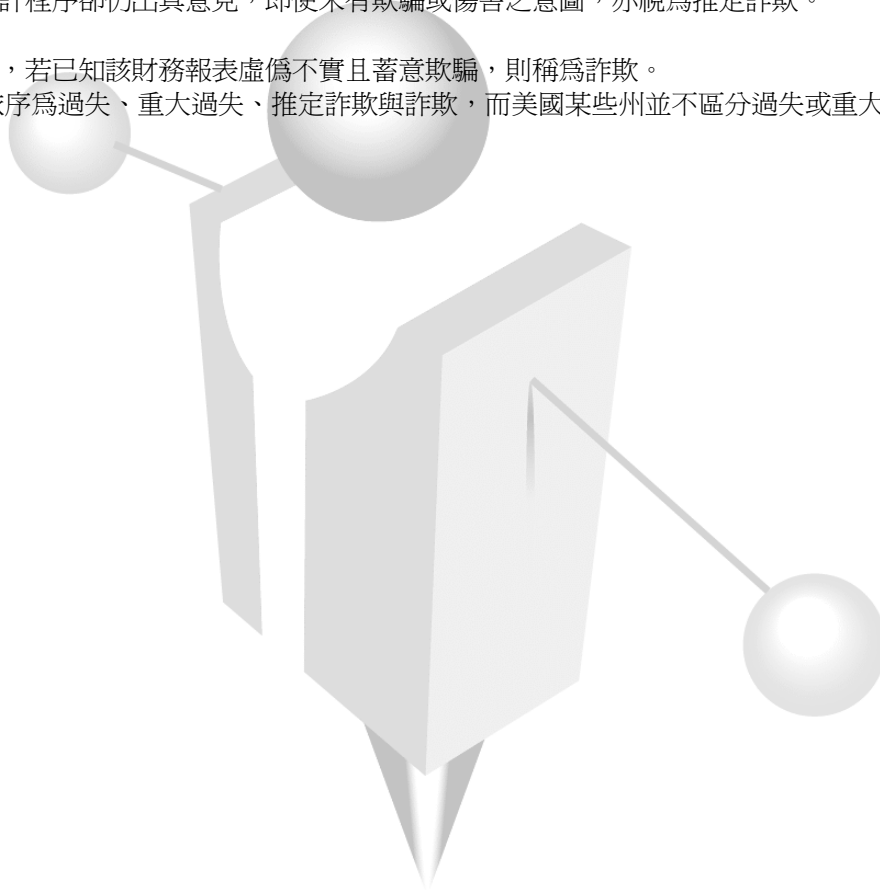 計程序卻仍出具意見，即使未有欺騙或傷害之意圖，亦視爲推定詐欺。
，若已知該財務報表虛僞不實且蓄意欺騙，則稱爲詐欺。
序爲過失、重大過失、推定詐欺與詐欺，而美國某些州並不區分過失或重大